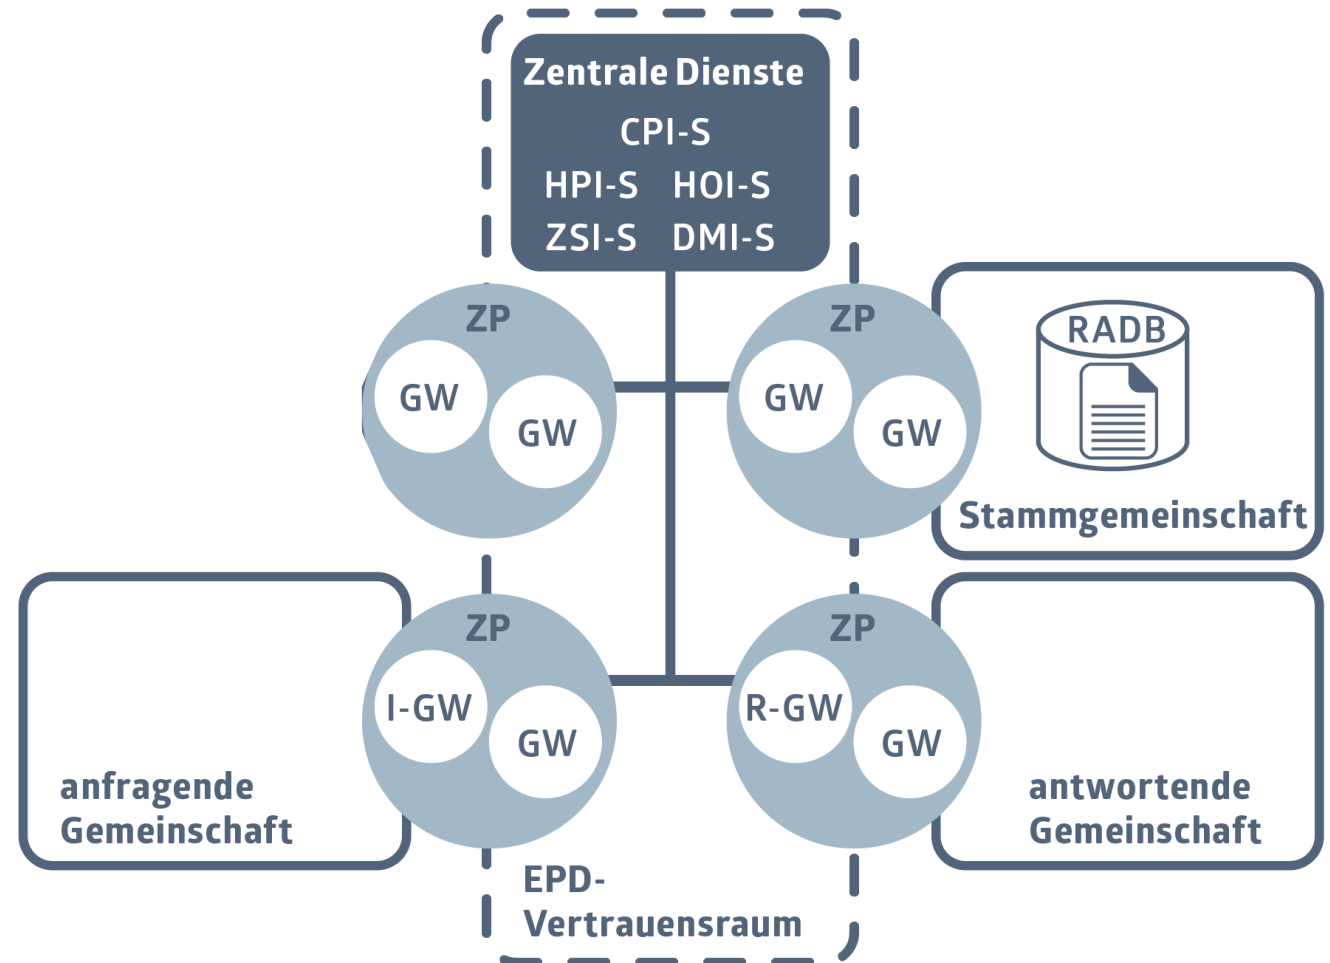 Zentrale Dienste
CPI-S
HPI-S HOI-S
ZSI-S DMI-S
ZP
GW
GW
ZP
GW
GW
RADB
Stammgemeinschaft
ZP
I-GW
GW
anfragende
Gemeinschaft
ZP
R-GW
GW
antwortende
Gemeinschaft
EPD-
Vertrauensraum